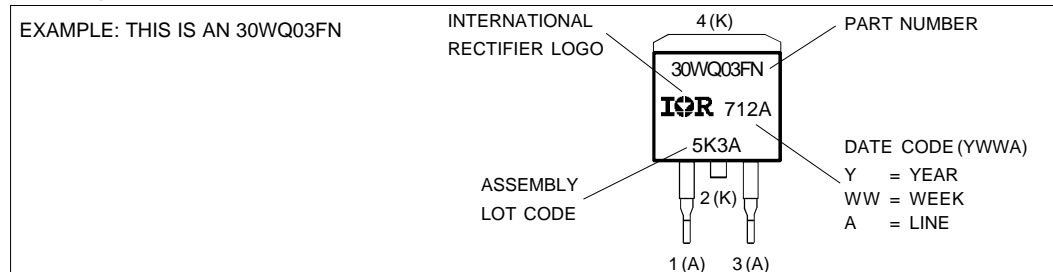 EXAMPLE: THIS IS AN 30WQ03FN
INTERNATIONAL
RECTIFIER LOGO
4 (K)
PART NUMBER
30WQ03FN
IOR 712A
5K3A
ASSEMBLY
LOT CODE
2 (K)
1 (A) 3 (A)
DATE CODE (YWWA)
Y = YEAR
WW = WEEK
A = LINE